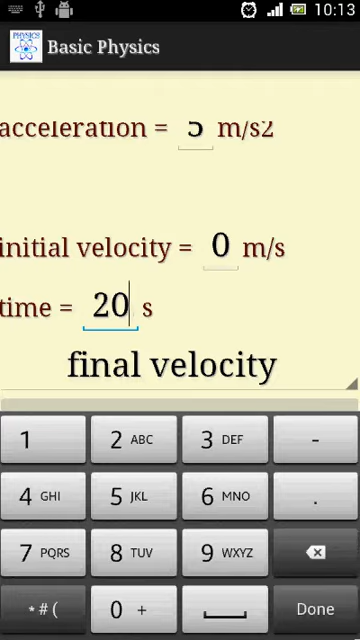 10:13
PHYSICS
Basic Physics
acceleration = 5 m/s2
initial velocity = 0 m/s
time = 20 s
final velocity
1 2 ABC 3 DEF -
4 GHI 5 JKL 6 MNO .
7 PQRS 8 TUV 9 WXYZ
* # ( 0 + Done